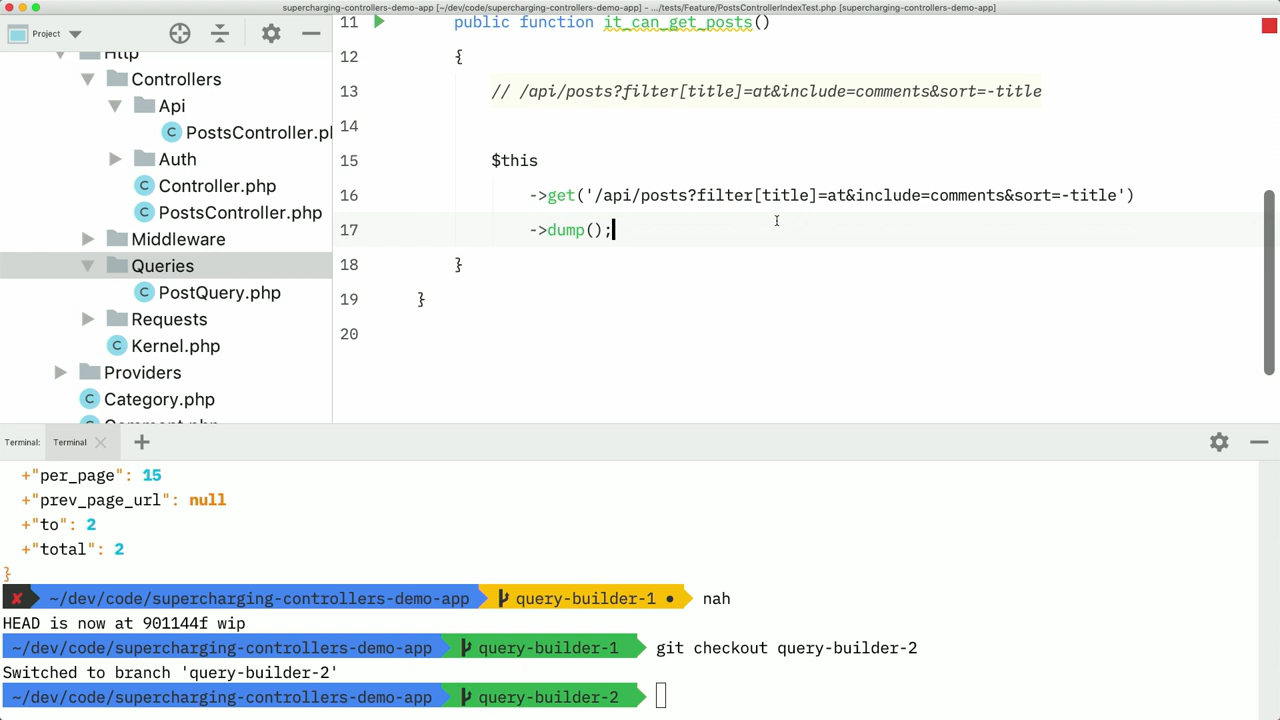 supercharging-controllers-demo-app [~/dev/code/supercharging-controllers-demo-app] - .../tests/Feature/PostsControllerIndexTest.php [supercharging-controllers-demo-app]
Project
Http
Controllers
Api
PostsController.p
Auth
Controller.php
PostsController.php
Middleware
Queries
PostQuery.php
Requests
Kernel.php
Providers
Category.php
Comment.php
11 public function it_can_get_posts()
12 {
13 // /api/posts?filter[title]=at&include=comments&sort=-title
14
15 $this
16 ->get('/api/posts?filter[title]=at&include=comments&sort=-title')
17 ->dump();
18 }
19 }
20
Terminal: Terminal
+"per_page": 15
+"prev_page_url": null
+"to": 2
+"total": 2
}
✘ ~/dev/code/supercharging-controllers-demo-app query-builder-1 ● nah
HEAD is now at 901144f wip
~/dev/code/supercharging-controllers-demo-app query-builder-1 git checkout query-builder-2
Switched to branch 'query-builder-2'
~/dev/code/supercharging-controllers-demo-app query-builder-2